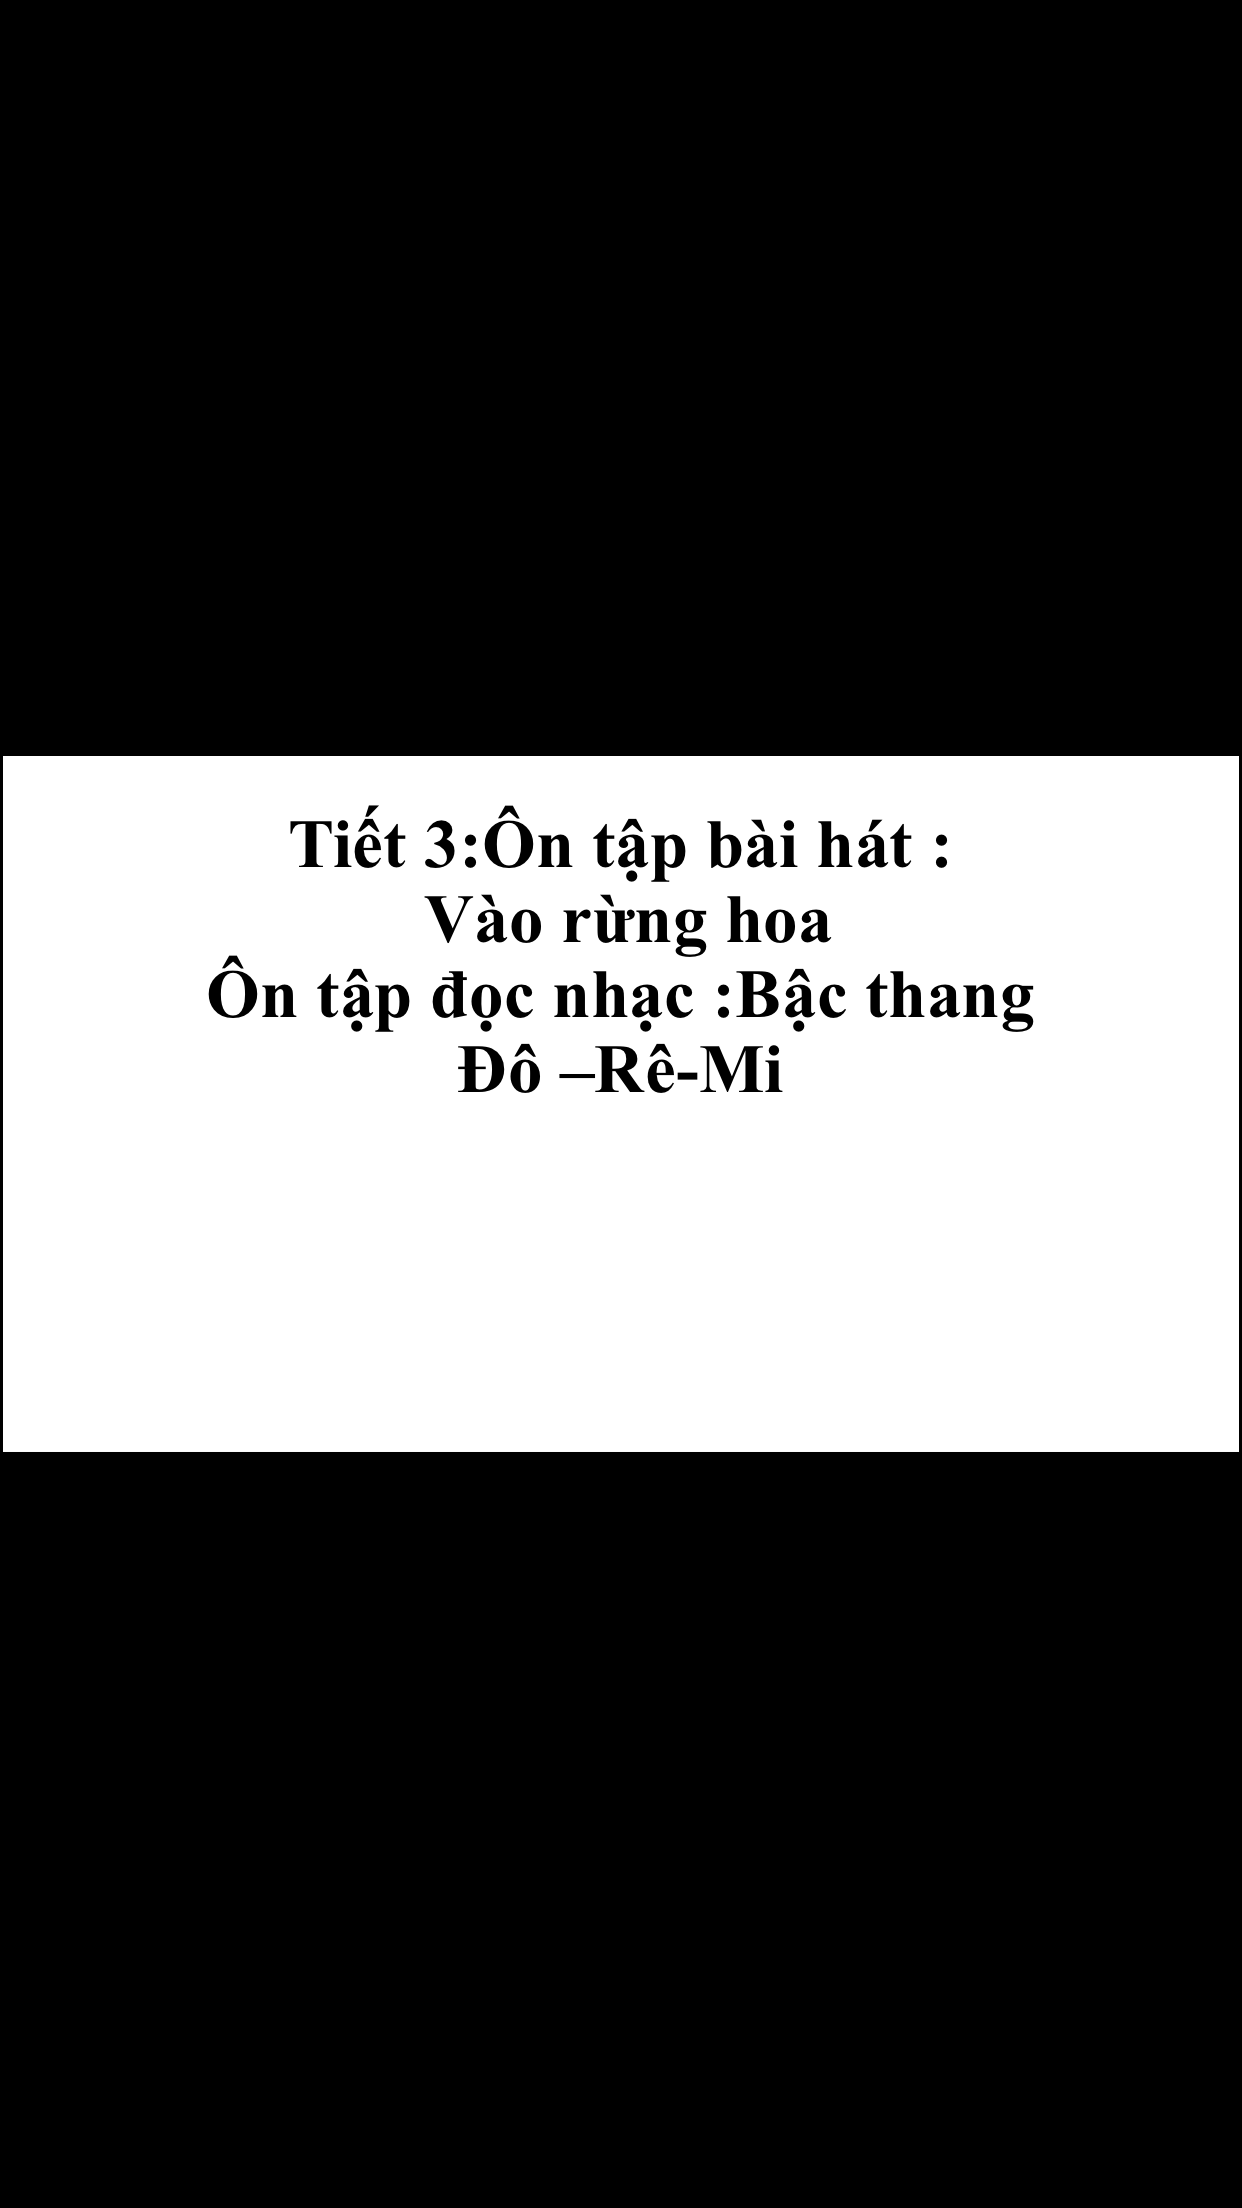 Tiết 3:Ôn tập bài hát :
Vào rừng hoa
Ôn tập đọc nhạc :Bậc thang
Đô –Rê-Mi